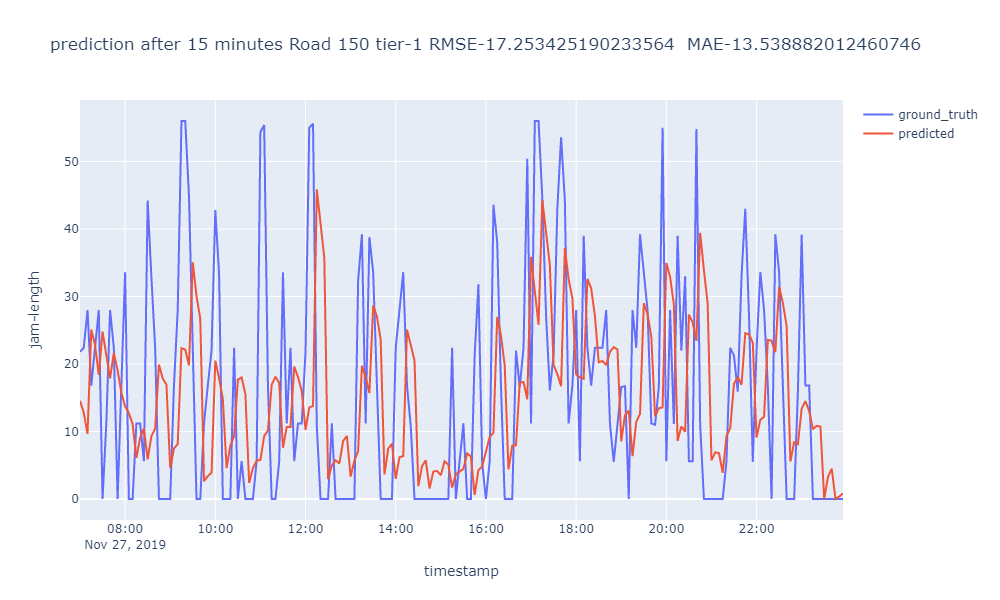 prediction after 15 minutes Road 150 tier-1 RMSE-17.253425190233564  MAE-13.538882012460746
ground_truth
predicted
jam-length
50
40
30
20
10
0
08:00 10:00 12:00 14:00 16:00 18:00 20:00 22:00
Nov 27, 2019
timestamp